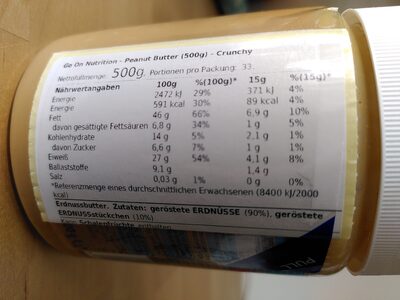 Go On Nutrition - Peanut Butter (500g) - Crunchy
Nettofüllmenge: 500g. Portionen pro Packung: 33.
Nährwertangaben 100g %(100g)* 15g %(15g)*
Energie 2472 kJ 29% 371 kJ 4%
Energie 591 kcal 30% 89 kcal 4%
Fett 46 g 66% 6,9 g 10%
davon gesättigte Fettsäuren 6,8 g 34% 1 g 5%
Kohlenhydrate 14 g 5% 2,1 g 1%
davon Zucker 6,6 g 7% 1 g 1%
Eiweiß 27 g 54% 4,1 g 8%
Ballaststoffe 9,1 g 1,4 g
Salz 0,03 g 1% 0 g 0%
*Referenzmenge eines durchschnittlichen Erwachsenen (8400 kJ/2000
kcal)
Erdnussbutter. Zutaten: geröstete ERDNÜSSE (90%), geröstete
ERDNUSSstückchen (10%)
Kann Schalenfrüchte enthalten
PULL